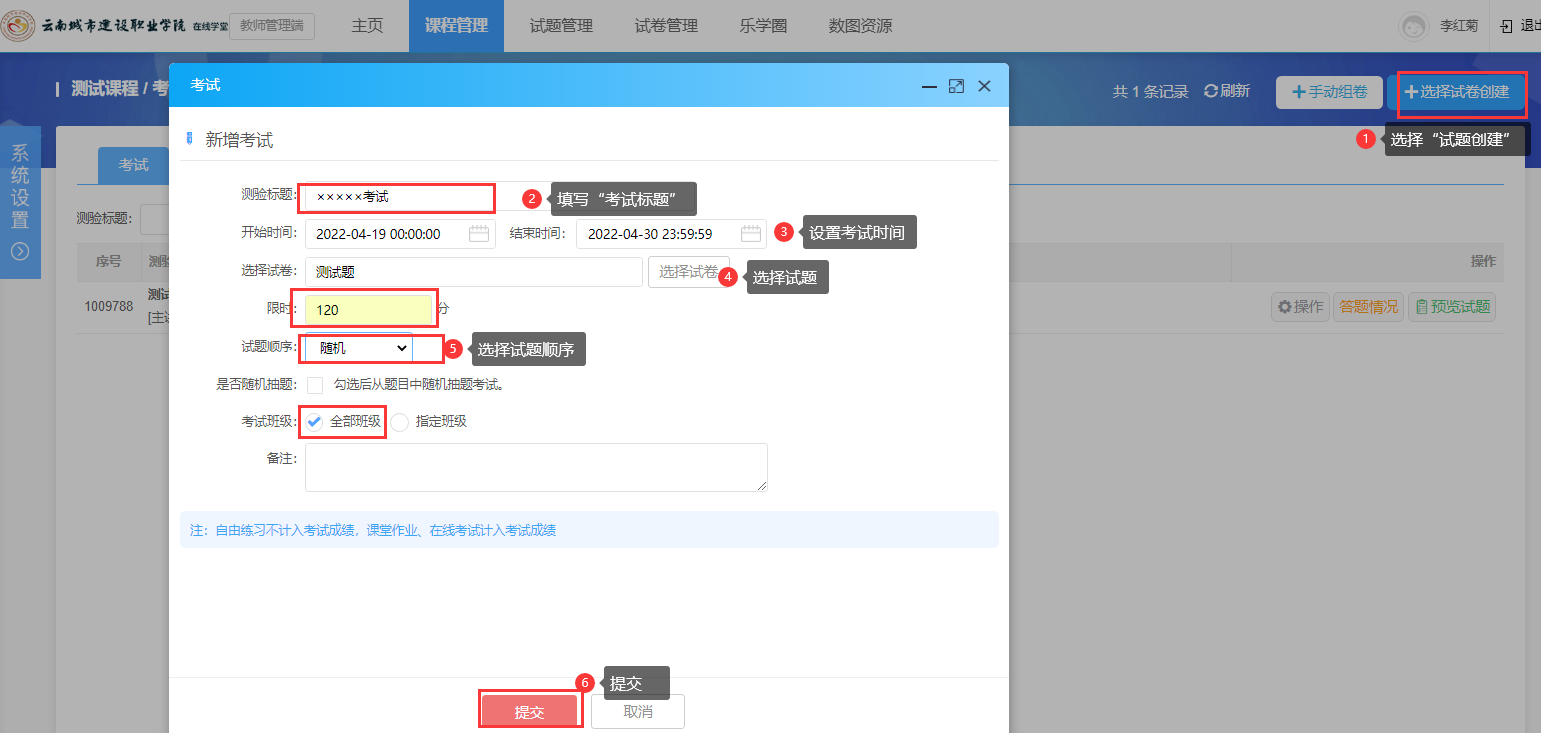 云南城市建设职业学院 在线学堂 教师管理端 主页 课程管理 试题管理 试卷管理 乐学圈 数图资源 李红菊 退出
测试课程 / 考
共 1 条记录 刷新 +手动组卷 +选择试卷创建
1 选择“试题创建”
系统设置
考试
测验标题:
序号 测验 操作
1009788 测试
[主讲
操作 答题情况 预览试题
考试
新增考试
测验标题: ×××××考试
2 填写“考试标题”
开始时间: 2022-04-19 00:00:00 结束时间: 2022-04-30 23:59:59
3 设置考试时间
选择试卷: 测试题 选择试卷
4 选择试题
限时: 120 分
试题顺序: 随机
5 选择试题顺序
是否随机抽题: 勾选后从题目中随机抽题考试。
考试班级: 全部班级 指定班级
备注:
注: 自由练习不计入考试成绩, 课堂作业、在线考试计入考试成绩
6 提交
提交 取消